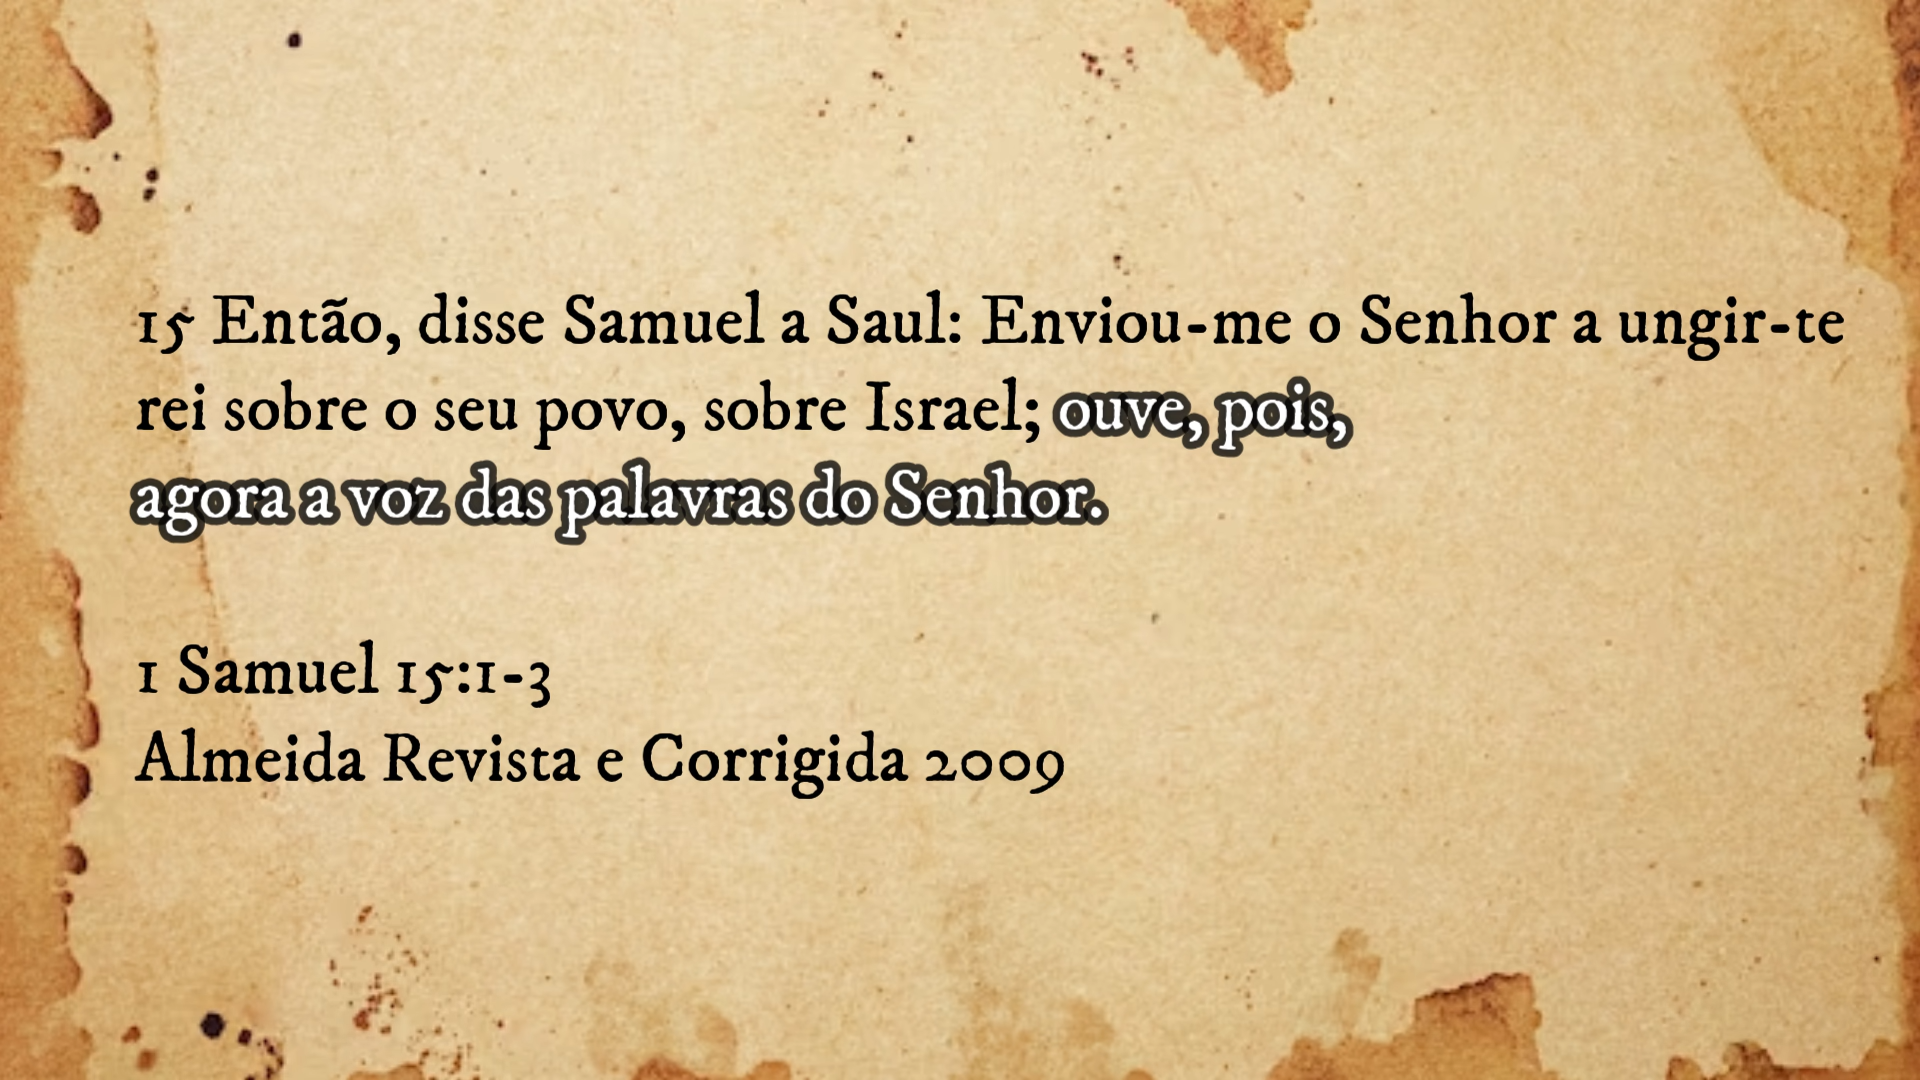 15 Então, disse Samuel a Saul: Enviou-me o Senhor a ungir-te
rei sobre o seu povo, sobre Israel; ouve, pois,
agora a voz das palavras do Senhor.
1 Samuel 15:1-3
Almeida Revista e Corrigida 2009